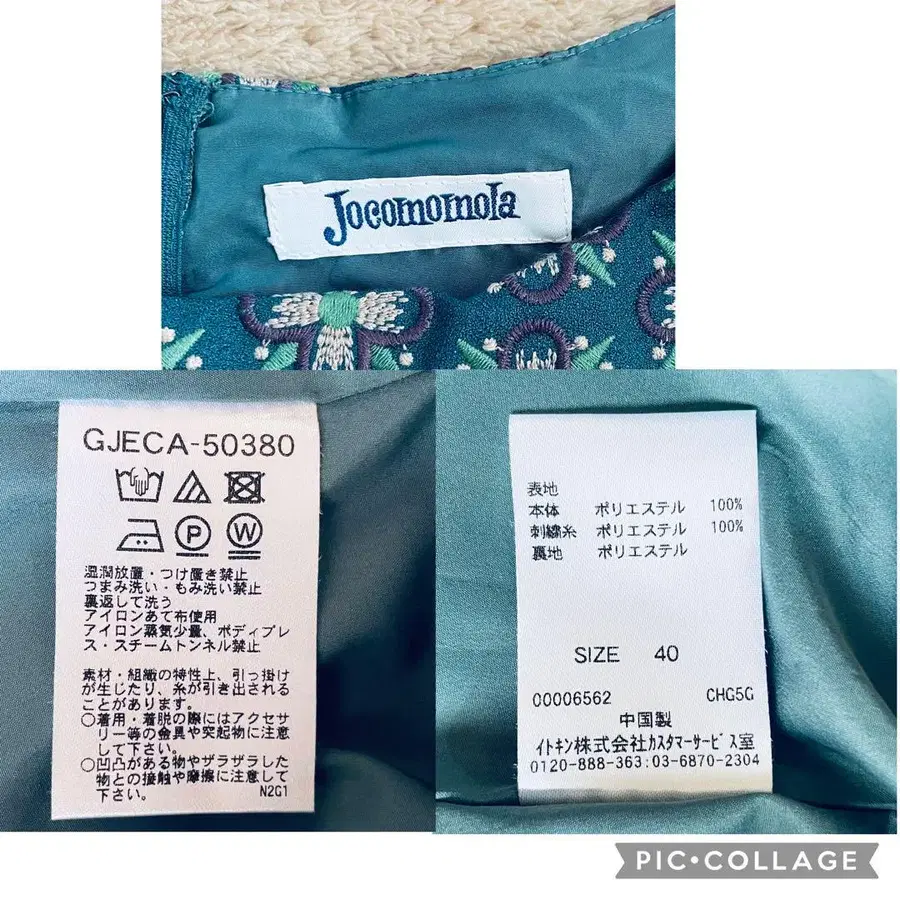 Jocomomola
GJECA-50380
P
W
湿潤放置・つけ置き禁止
つまみ洗い・もみ洗い禁止
裏返して洗う
アイロンあて布使用
アイロン蒸気少量、ボディプレ
ス・スチームトンネル禁止
素材・組織の特性上、引っ掛け
が生じたり、糸が引き出される
ことがあります。
○着用・着脱の際にはアクセサ
リー等の金具や突起物に注意
して下さい。
○凹凸がある物やザラザラした
物との接触や摩擦に注意して
下さい。
N2G1
表地
本体 ポリエステル 100%
刺繍糸 ポリエステル 100%
裏地 ポリエステル
SIZE 40
00006562 CHG5G
中国製
イトキン株式会社カスタマーサービス室
0120-888-363:03-6870-2304
PIC•COLLAGE